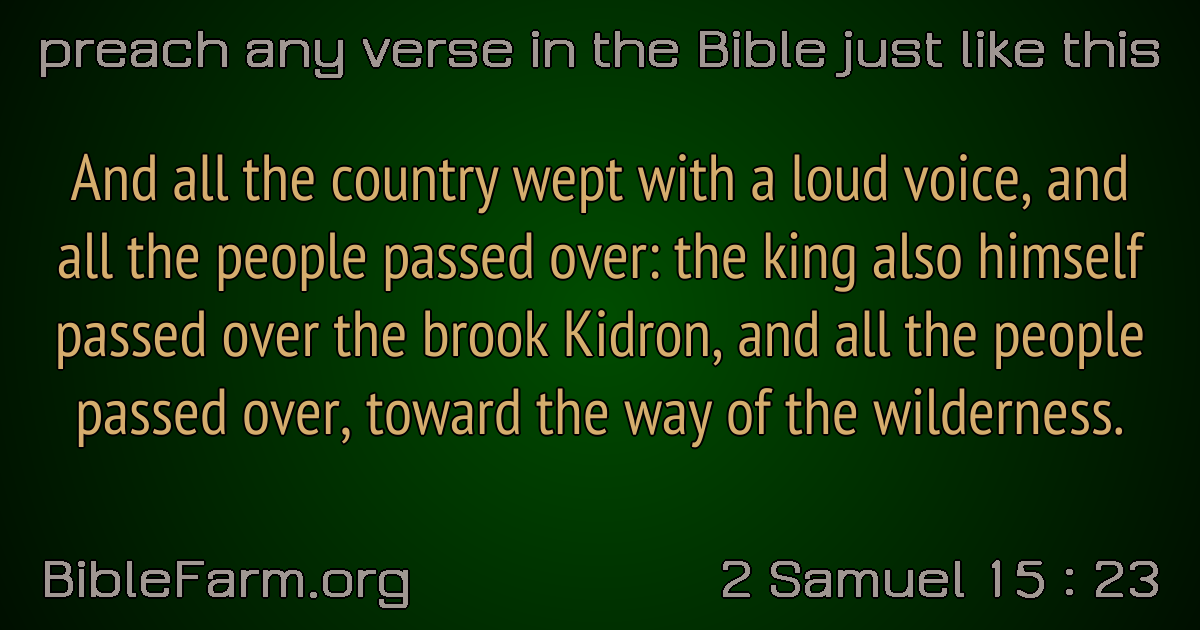 preach any verse in the Bible just like this
And all the country wept with a loud voice, and
all the people passed over: the king also himself
passed over the brook Kidron, and all the people
passed over, toward the way of the wilderness.
BibleFarm.org
2 Samuel 15 : 23